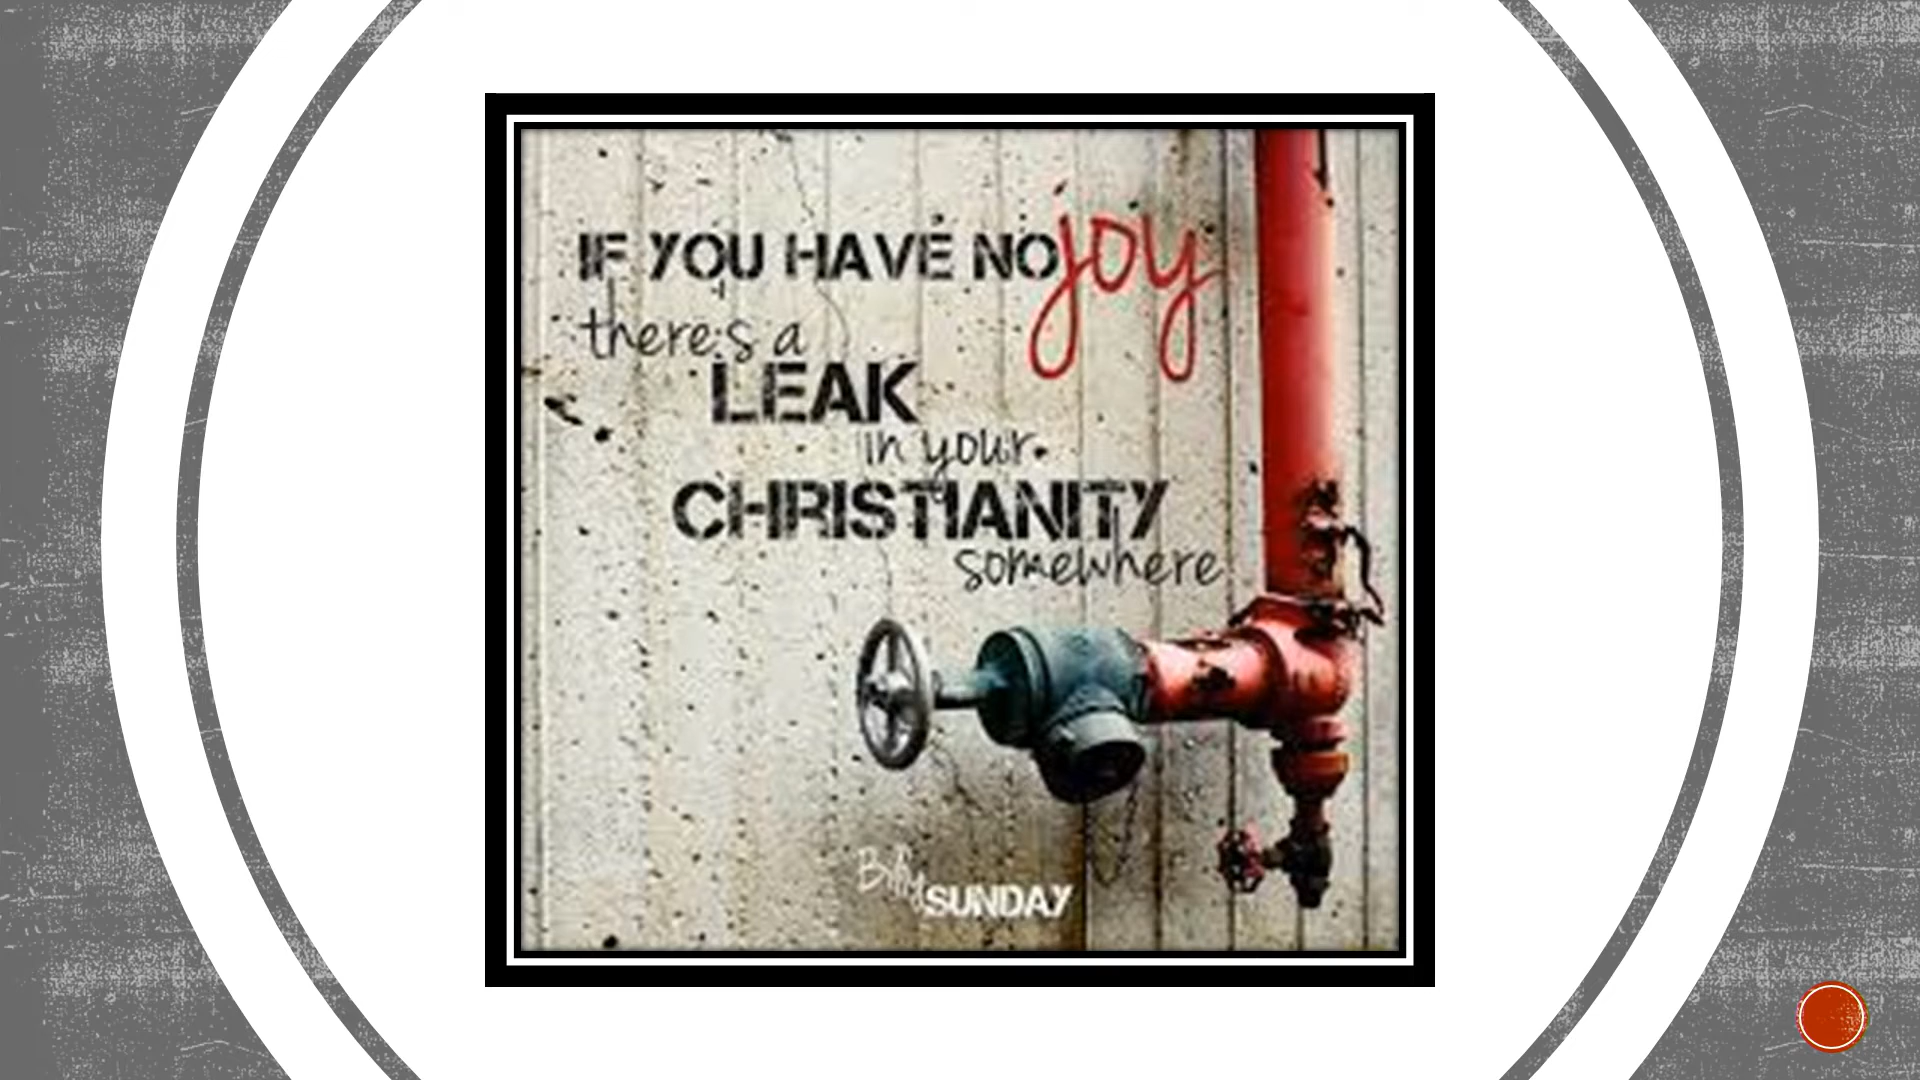 IF YOU HAVE NO joy
there's a
LEAK
in your
CHRISTIANITY
somewhere
Billy SUNDAY